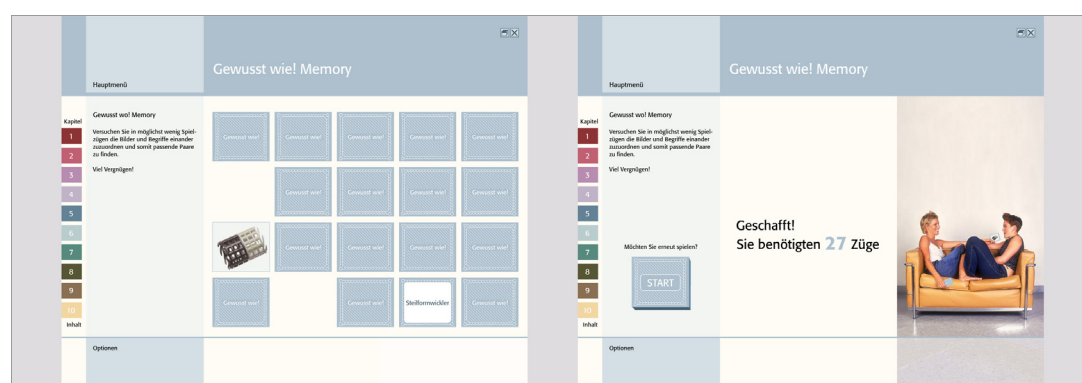 Gewusst wie! Memory
Hauptmenü
Kapitel
1
2
3
4
5
6
7
8
9
10
Inhalt
Gewusst wo! Memory
Versuchen Sie in möglichst wenig Spiel-
zügen die Bilder und Begriffe einander
zuzuordnen und somit passende Paare
zu finden.
Viel Vergnügen!
Gewusst wie! Gewusst wie! Gewusst wie! Gewusst wie! Gewusst wie!
Gewusst wie! Gewusst wie! Gewusst wie! Gewusst wie!
Gewusst wie! Gewusst wie! Gewusst wie! Gewusst wie!
Gewusst wie! Gewusst wie! Steilformwickler Gewusst wie!
Optionen
Gewusst wie! Memory
Hauptmenü
Kapitel
1
2
3
4
5
6
7
8
9
10
Inhalt
Gewusst wo! Memory
Versuchen Sie in möglichst wenig Spiel-
zügen die Bilder und Begriffe einander
zuzuordnen und somit passende Paare
zu finden.
Viel Vergnügen!
Möchten Sie erneut spielen?
START
Geschafft!
Sie benötigten 27 Züge
Optionen